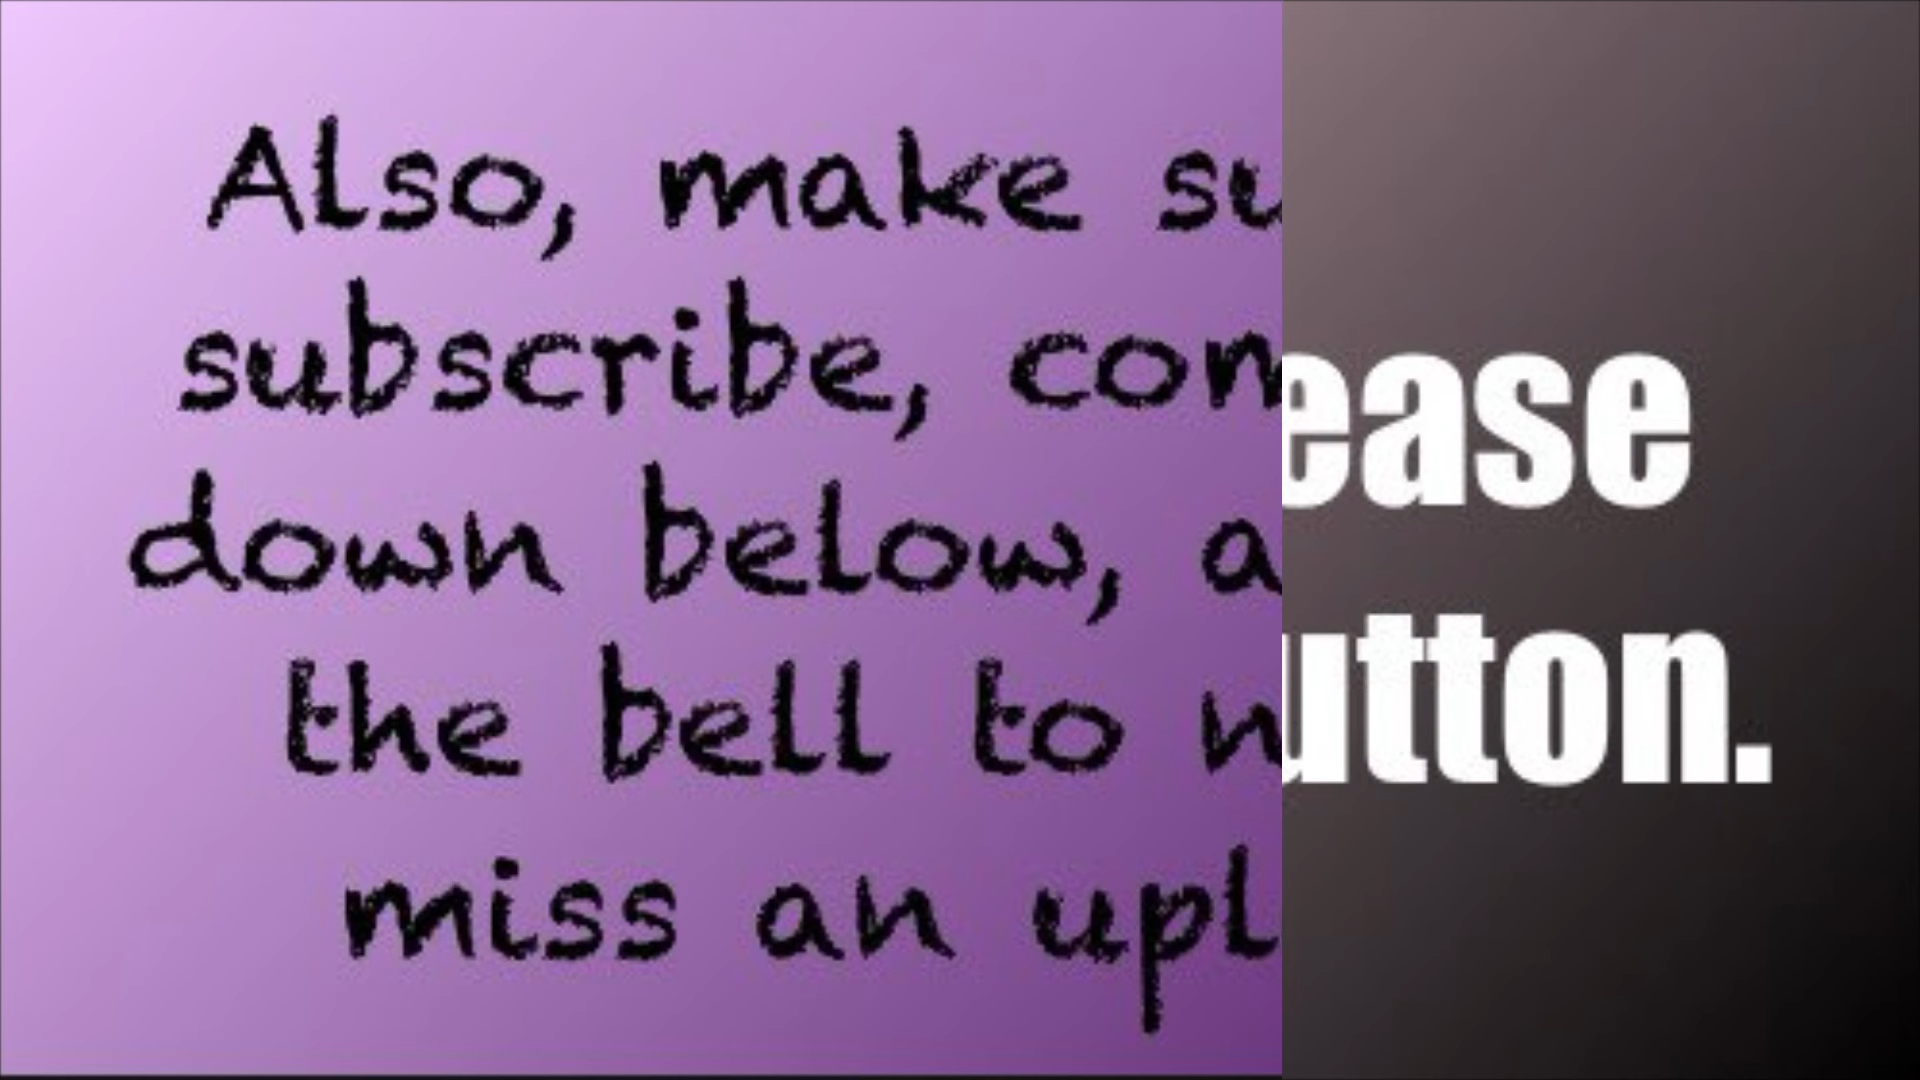 Also, make su
subscribe, com
down below, a
the bell to n
miss an upl
ease
utton.